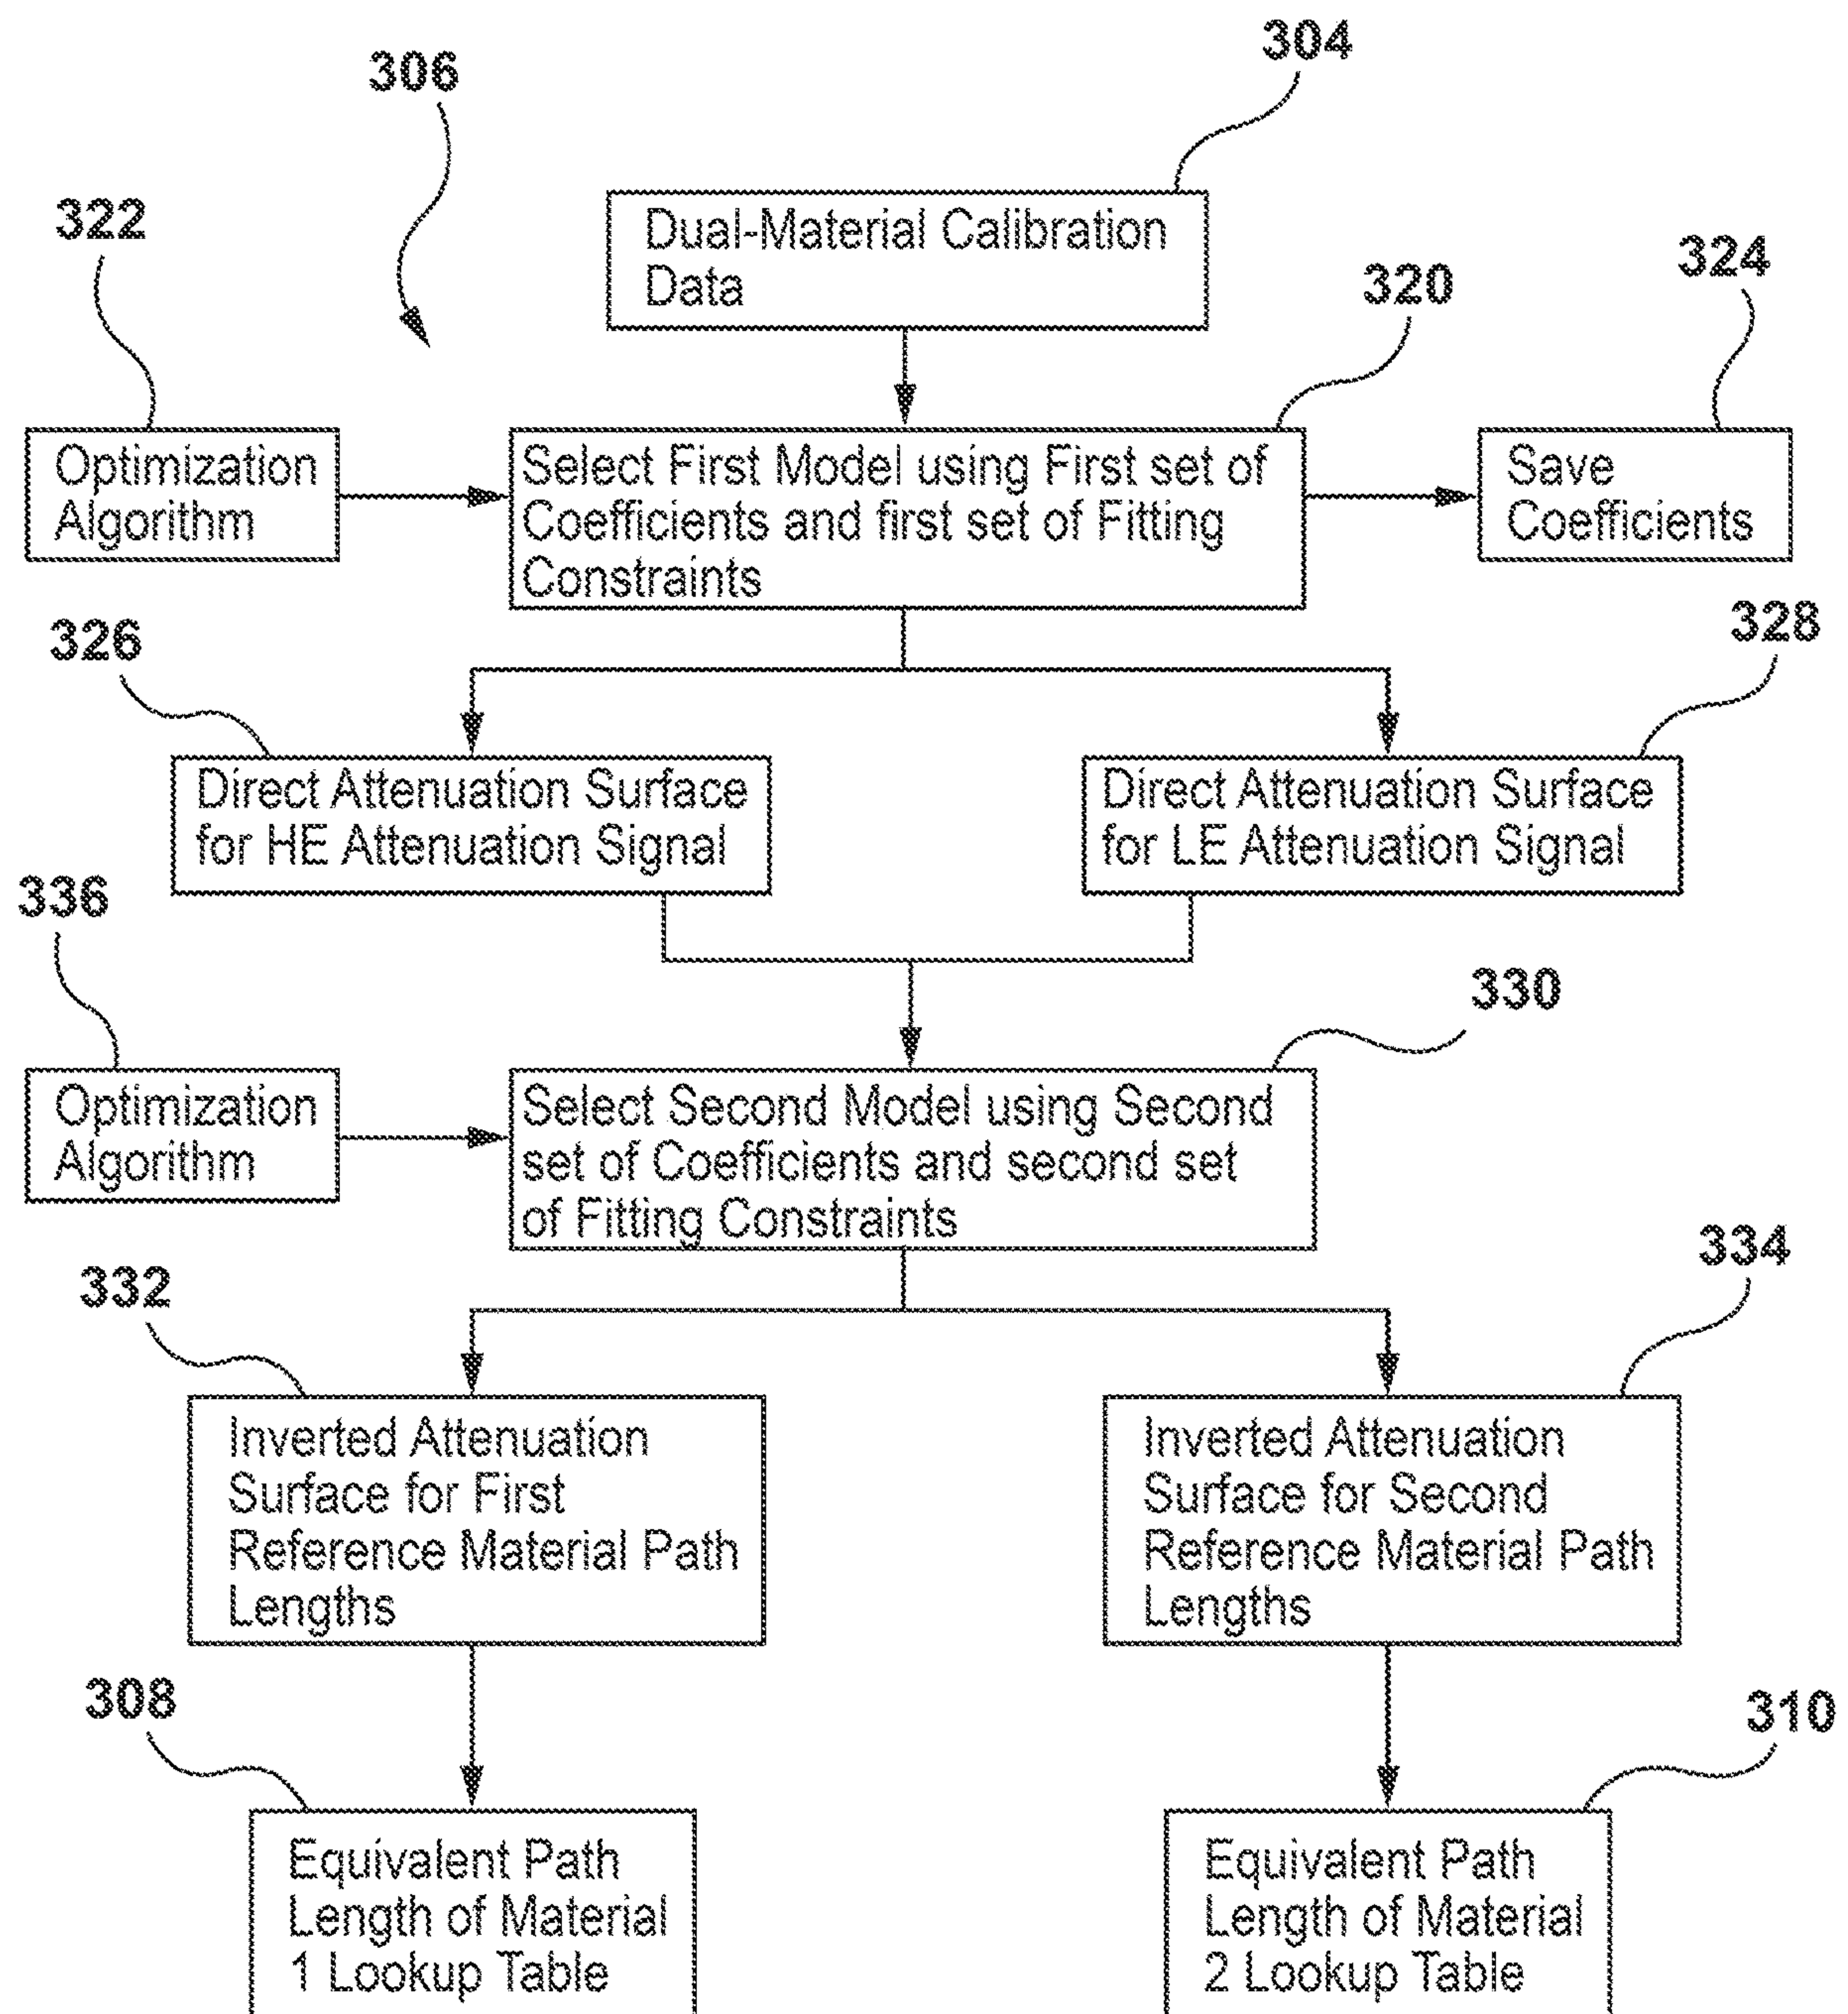 304
306
322
Dual-Material Calibration
Data
324
320
Optimization
Algorithm
Select First Model using First set of
Coefficients and first set of Fitting
Constraints
Save
Coefficients
326
328
Direct Attenuation Surface
for HE Attenuation Signal
Direct Attenuation Surface
for LE Attenuation Signal
336
330
Optimization
Algorithm
Select Second Model using Second
set of Coefficients and second set
of Fitting Constraints
332
334
Inverted Attenuation
Surface for First
Reference Material Path
Lengths
Inverted Attenuation
Surface for Second
Reference Material Path
Lengths
308
310
Equivalent Path
Length of Material
1 Lookup Table
Equivalent Path
Length of Material
2 Lookup Table